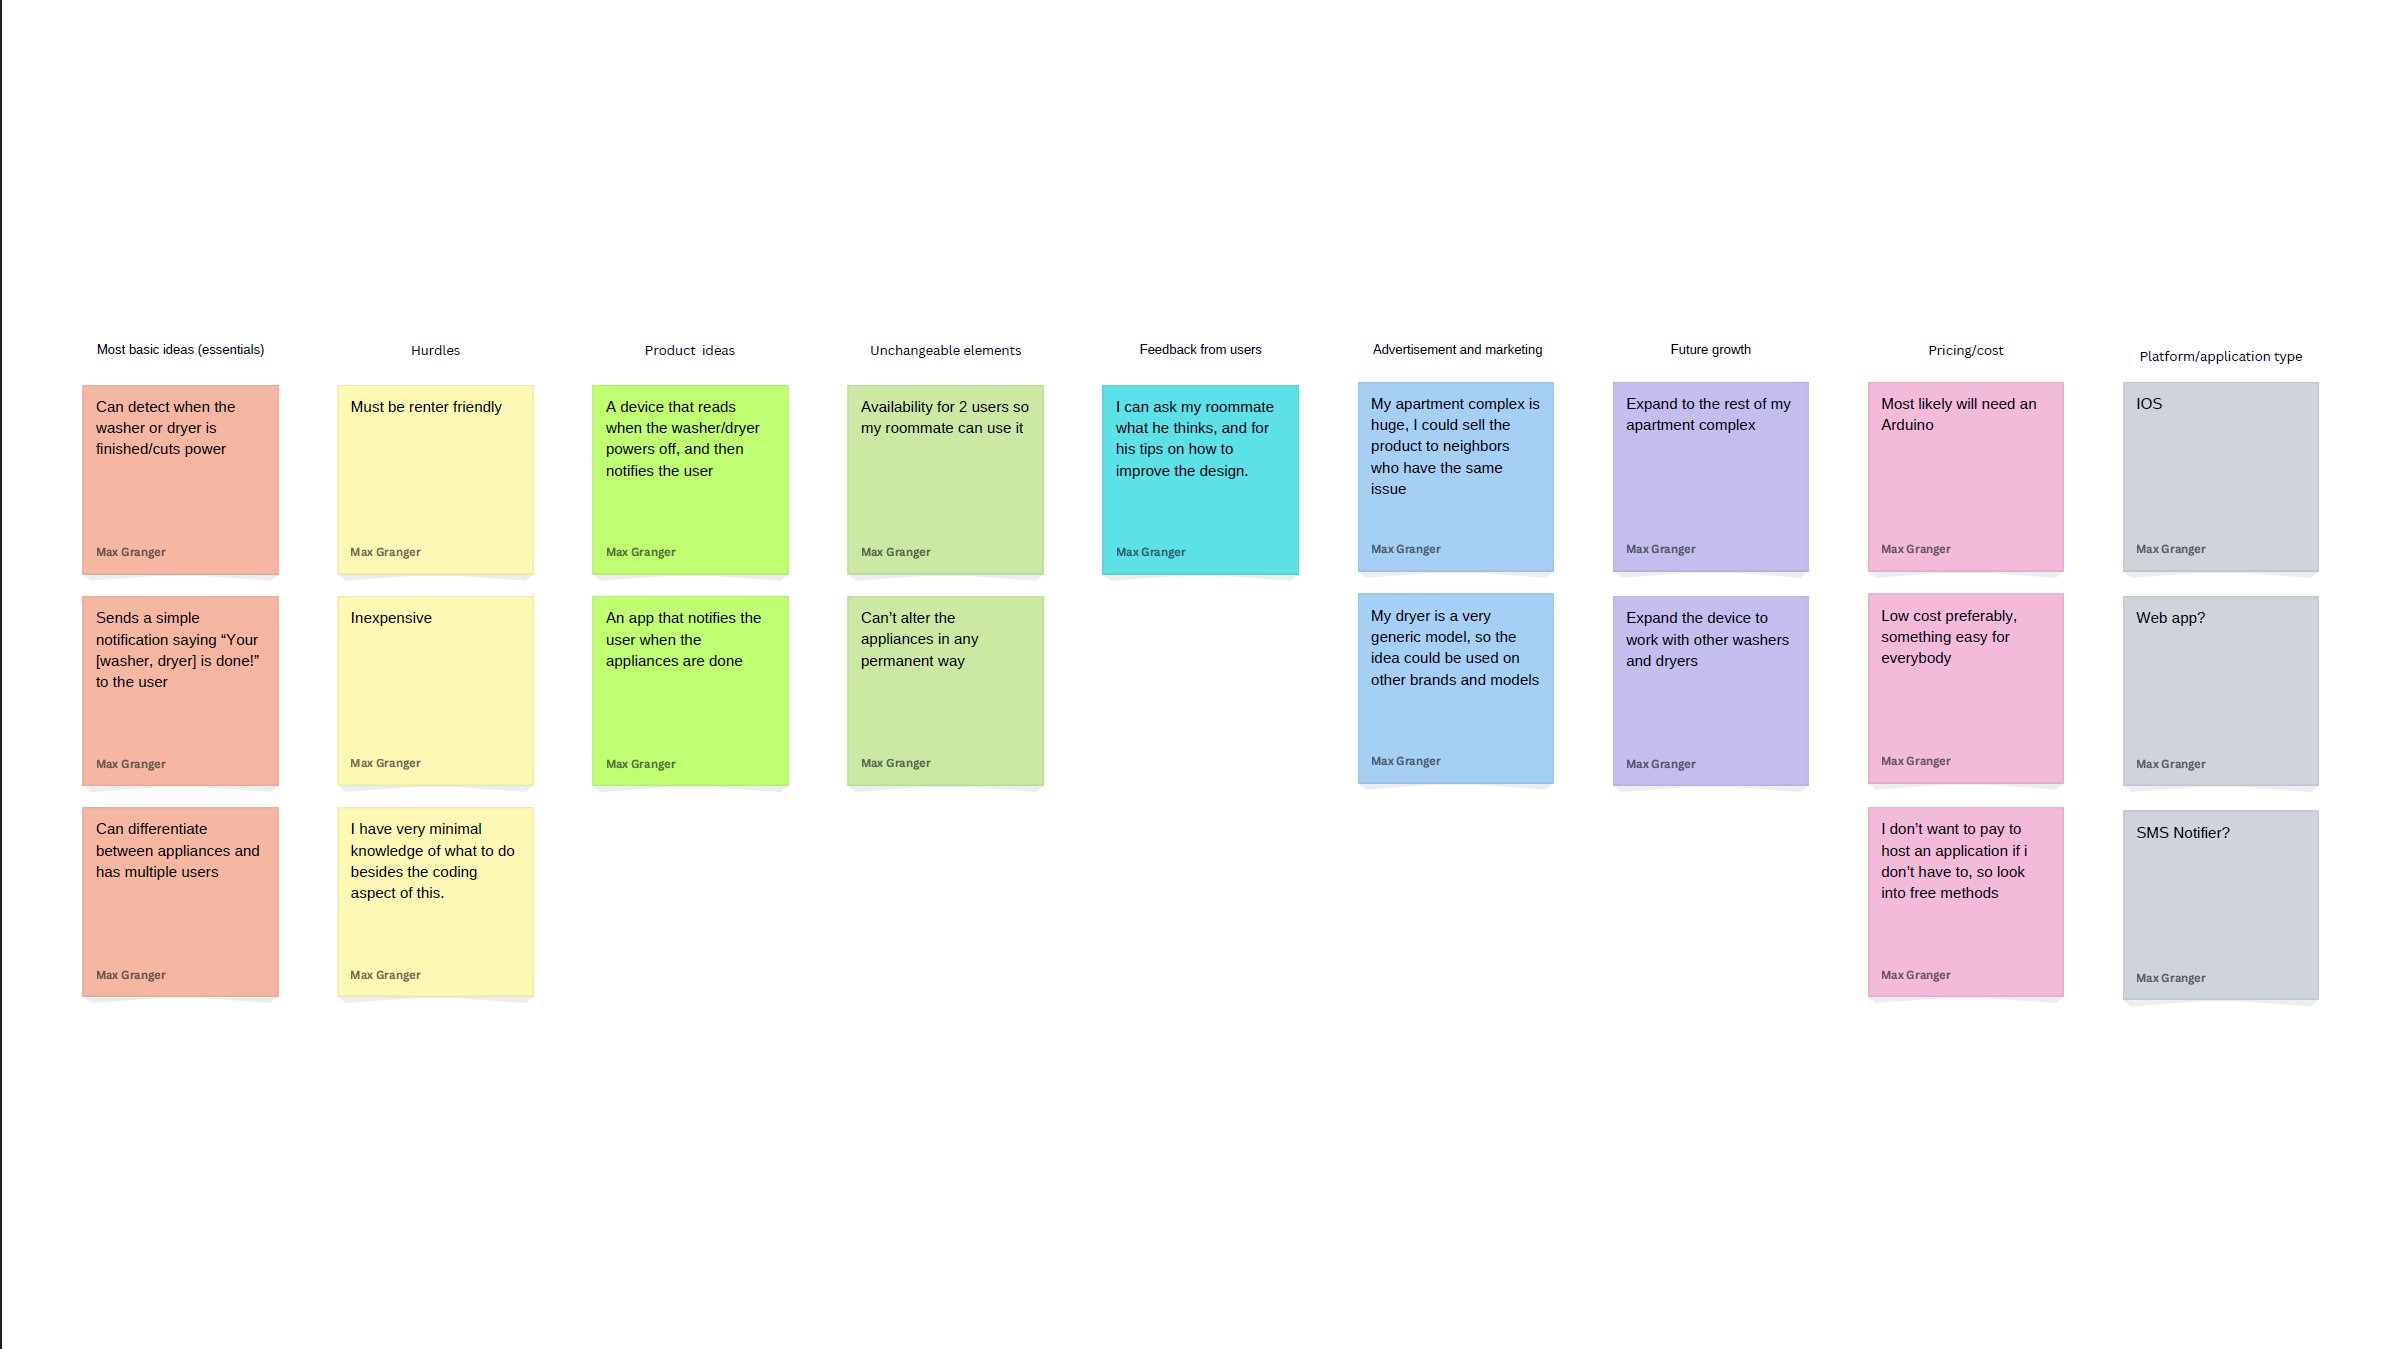 Most basic ideas (essentials)
Can detect when the
washer or dryer is
finished/cuts power
Max Granger
Sends a simple
notification saying “Your
[washer, dryer] is done!”
to the user
Max Granger
Can differentiate
between appliances and
has multiple users
Max Granger
Hurdles
Must be renter friendly
Max Granger
Inexpensive
Max Granger
I have very minimal
knowledge of what to do
besides the coding
aspect of this.
Max Granger
Product ideas
A device that reads
when the washer/dryer
powers off, and then
notifies the user
Max Granger
An app that notifies the
user when the
appliances are done
Max Granger
Unchangeable elements
Availability for 2 users so
my roommate can use it
Max Granger
Can’t alter the
appliances in any
permanent way
Max Granger
Feedback from users
I can ask my roommate
what he thinks, and for
his tips on how to
improve the design.
Max Granger
Advertisement and marketing
My apartment complex is
huge, I could sell the
product to neighbors
who have the same
issue
Max Granger
My dryer is a very
generic model, so the
idea could be used on
other brands and models
Max Granger
Future growth
Expand to the rest of my
apartment complex
Max Granger
Expand the device to
work with other washers
and dryers
Max Granger
Pricing/cost
Most likely will need an
Arduino
Max Granger
Low cost preferably,
something easy for
everybody
Max Granger
I don’t want to pay to
host an application if i
don’t have to, so look
into free methods
Max Granger
Platform/application type
IOS
Max Granger
Web app?
Max Granger
SMS Notifier?
Max Granger